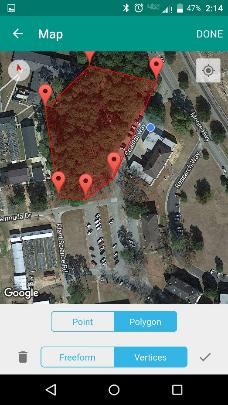 47% 2:14
Map
DONE
Google
Point
Polygon
Freeform
Vertices